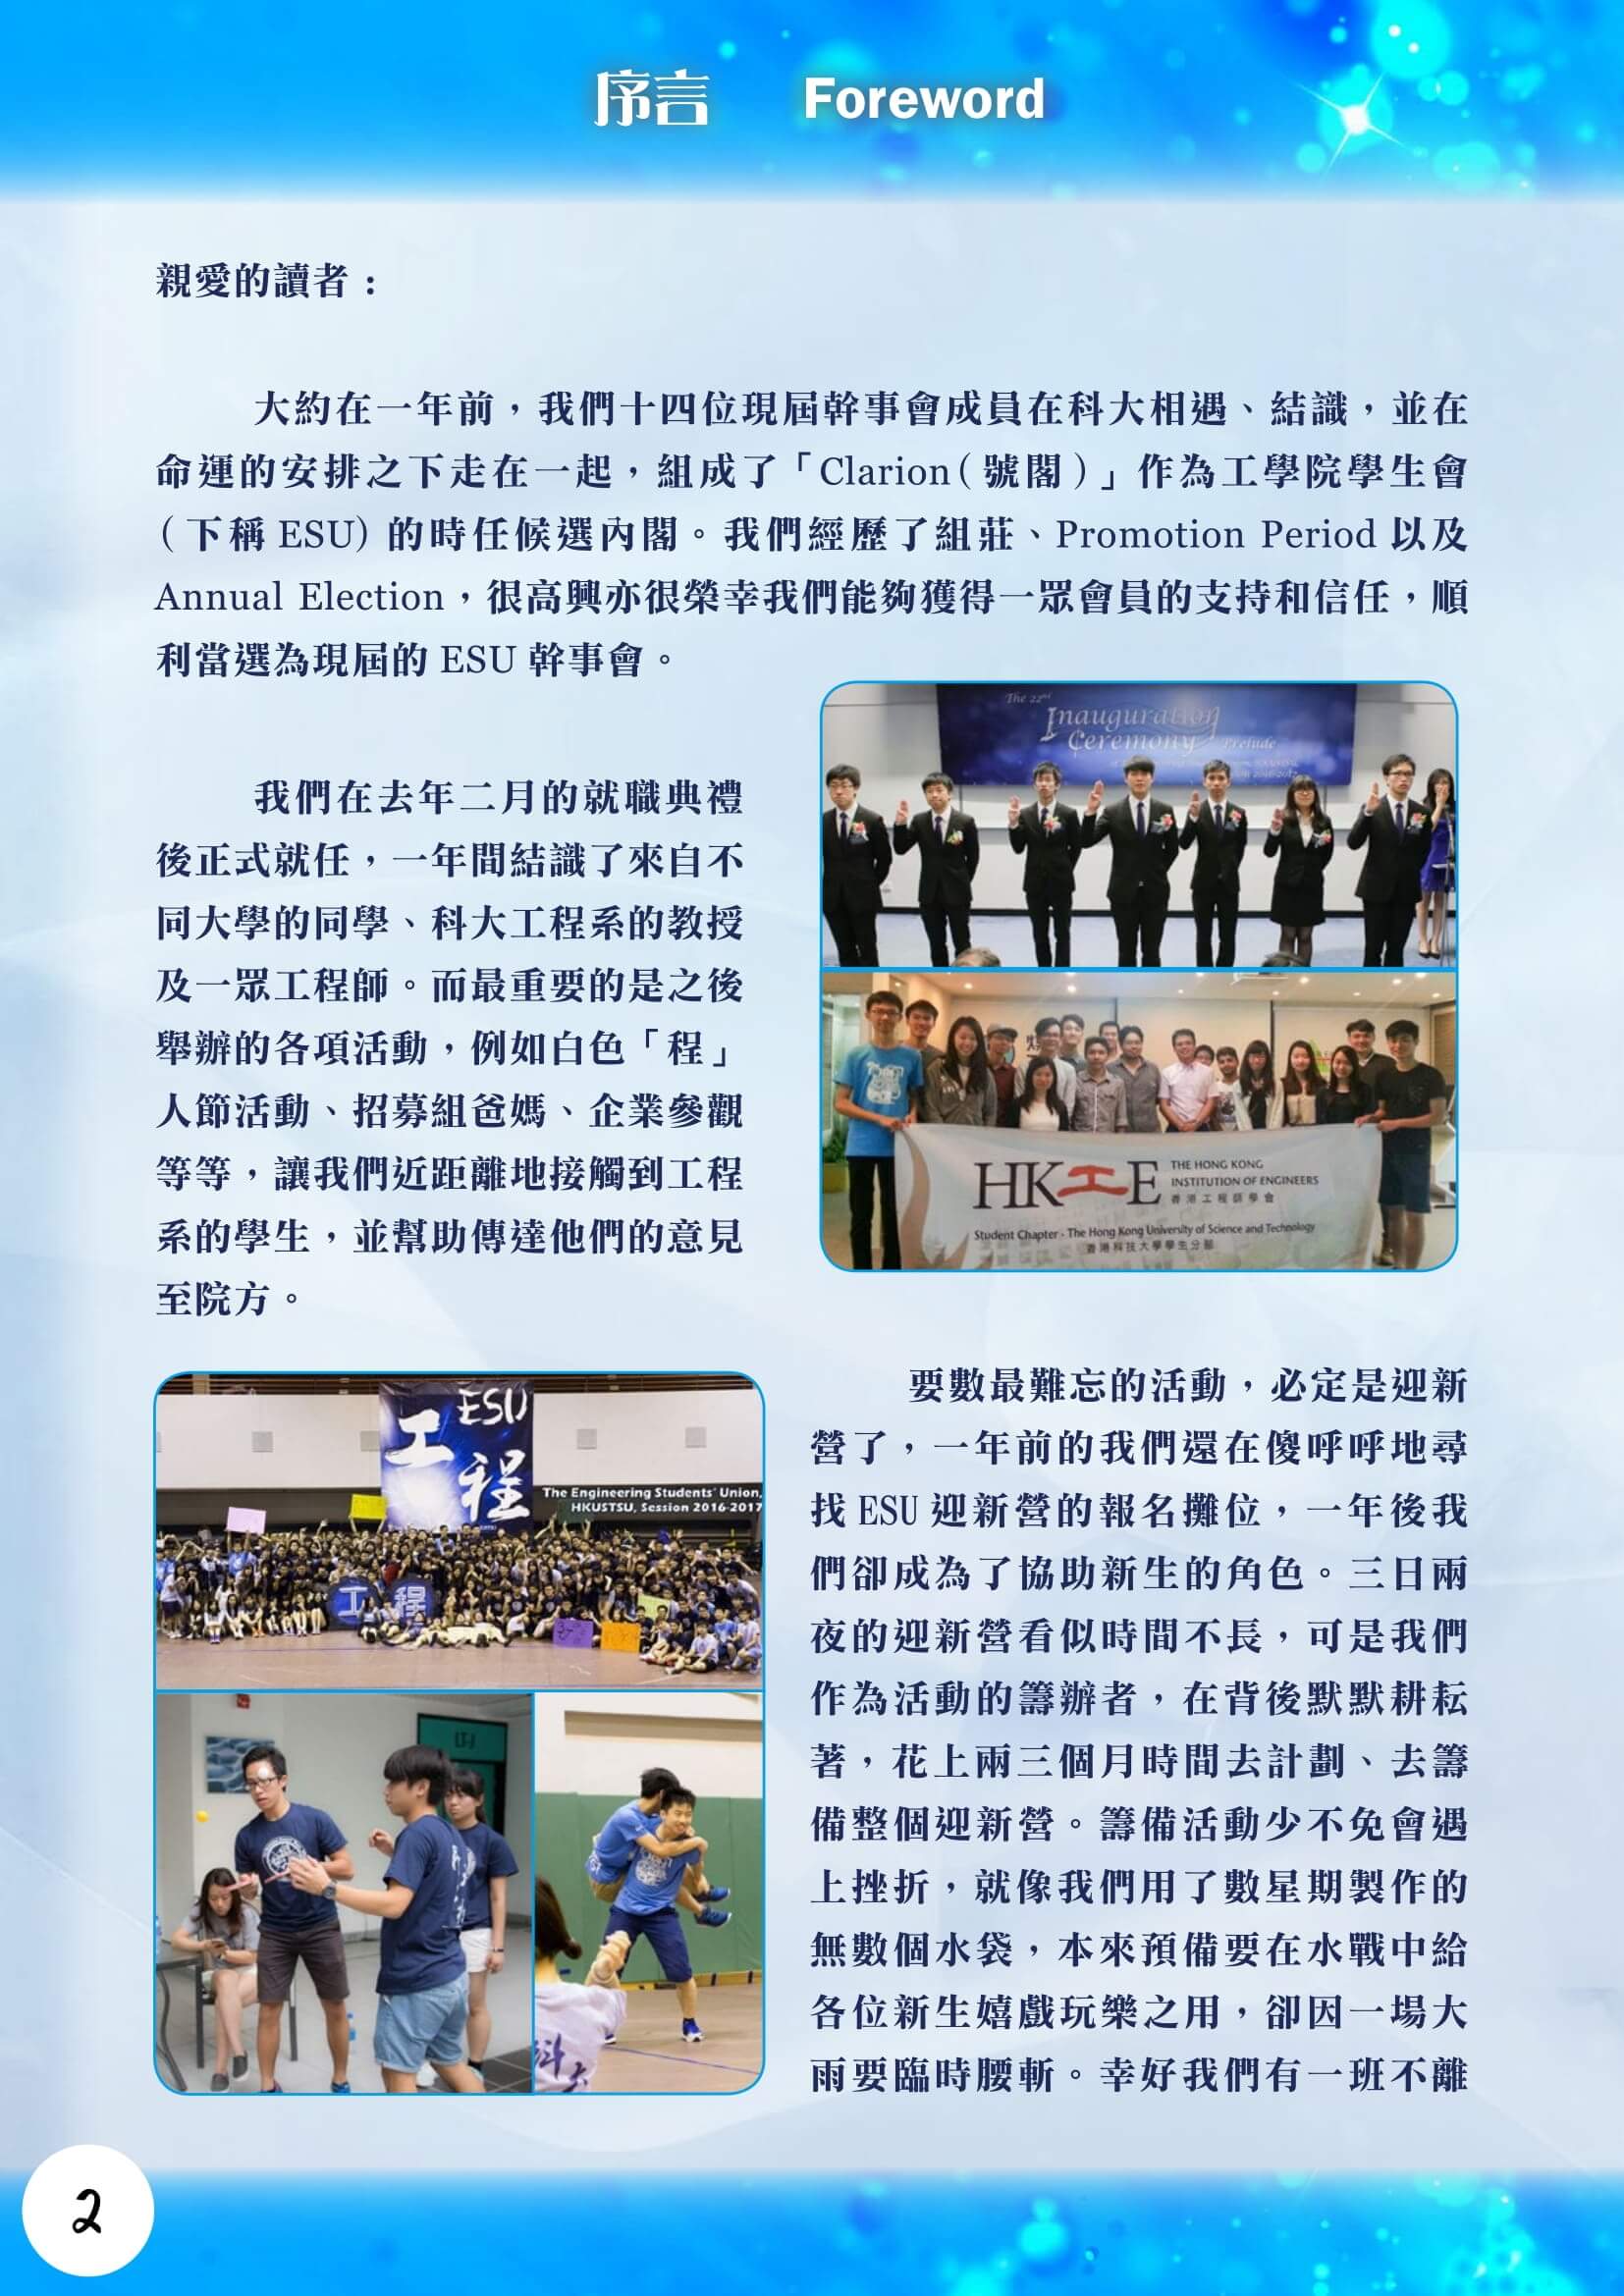 序言 Foreword
親愛的讀者：
大約在一年前，我們十四位現屆幹事會成員在科大相遇、結識，並在
命運的安排之下走在一起，組成了「Clarion（號閣）」作為工學院學生會
（下稱 ESU）的時任候選內閣。我們經歷了組莊、Promotion Period 以及
Annual Election，很高興亦很榮幸我們能夠獲得一眾會員的支持和信任，順
利當選為現屆的 ESU 幹事會。
The 22nd
Inauguration
Ceremony Prelude
我們在去年二月的就職典禮
後正式就任，一年間結識了來自不
同大學的同學、科大工程系的教授
及一眾工程師。而最重要的是之後
舉辦的各項活動，例如白色「程」
人節活動、招募組爸媽、企業參觀
等等，讓我們近距離地接觸到工程
系的學生，並幫助傳達他們的意見
至院方。
HK工E THE HONG KONG
INSTITUTION OF ENGINEERS
香港工程師學會
Student Chapter - The Hong Kong University of Science and Technology
香港科技大學學生分部
ESU
工程
The Engineering Students' Union,
HKUSTSU, Session 2016-2017
工程
科大
要數最難忘的活動，必定是迎新
營了，一年前的我們還在傻呼呼地尋
找 ESU 迎新營的報名攤位，一年後我
們卻成為了協助新生的角色。三日兩
夜的迎新營看似時間不長，可是我們
作為活動的籌辦者，在背後默默耕耘
著，花上兩三個月時間去計劃、去籌
備整個迎新營。籌備活動少不免會遇
上挫折，就像我們用了數星期製作的
無數個水袋，本來預備要在水戰中給
各位新生嬉戲玩樂之用，卻因一場大
雨要臨時腰斬。幸好我們有一班不離
2